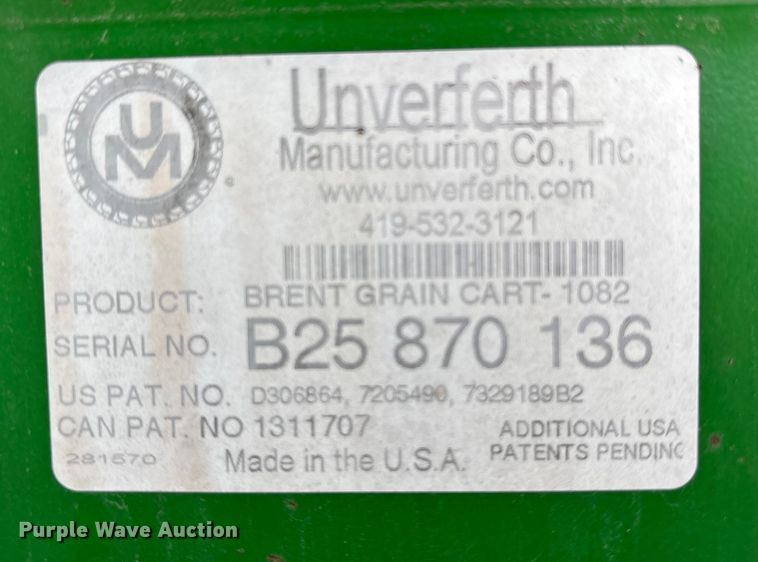 UM
Unverferth
Manufacturing Co., Inc.
www.unverferth.com
419-532-3121
PRODUCT: BRENT GRAIN CART- 1082
SERIAL NO. B25 870 136
US PAT. NO. D306864, 7205490, 7329189B2
CAN PAT. NO 1311707
ADDITIONAL USA
PATENTS PENDING
281570 Made in the U.S.A.
Purple Wave Auction